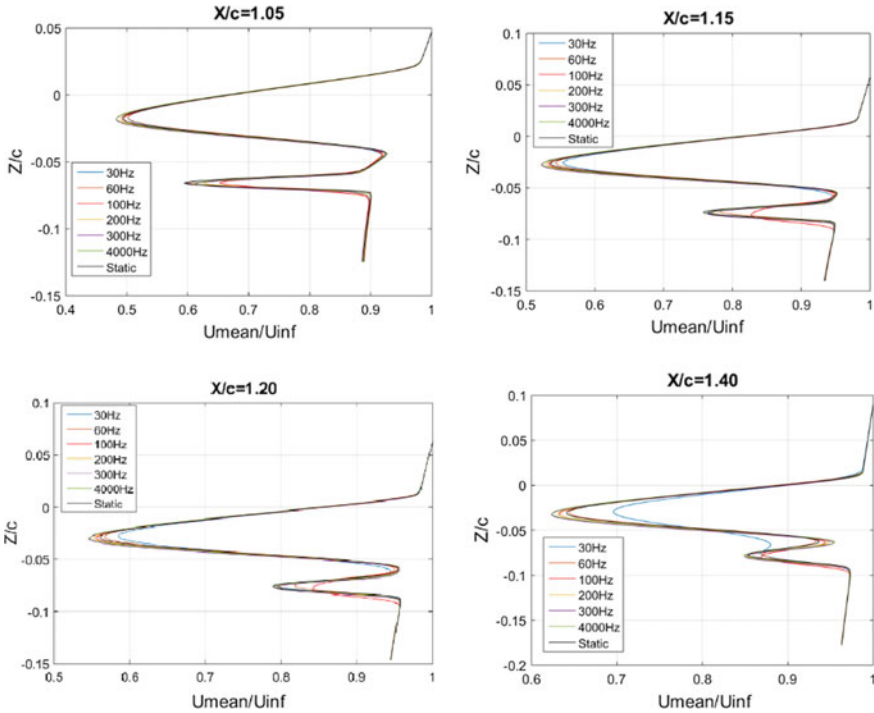 X/c=1.05
0.05
0
-0.05
-0.1
-0.15
Z/c
30Hz
60Hz
100Hz
200Hz
300Hz
4000Hz
Static
0.4 0.5 0.6 0.7 0.8 0.9 1
Umean/Uinf
X/c=1.15
0.1
0.05
0
-0.05
-0.1
-0.15
Z/c
30Hz
60Hz
100Hz
200Hz
300Hz
4000Hz
Static
0.5 0.6 0.7 0.8 0.9 1
Umean/Uinf
X/c=1.20
0.1
0.05
0
-0.05
-0.1
-0.15
Z/c
30Hz
60Hz
100Hz
200Hz
300Hz
4000Hz
Static
0.5 0.6 0.7 0.8 0.9 1
Umean/Uinf
X/c=1.40
0.1
0.05
0
-0.05
-0.1
-0.15
-0.2
Z/c
30Hz
60Hz
100Hz
200Hz
300Hz
4000Hz
Static
0.6 0.7 0.8 0.9 1
Umean/Uinf